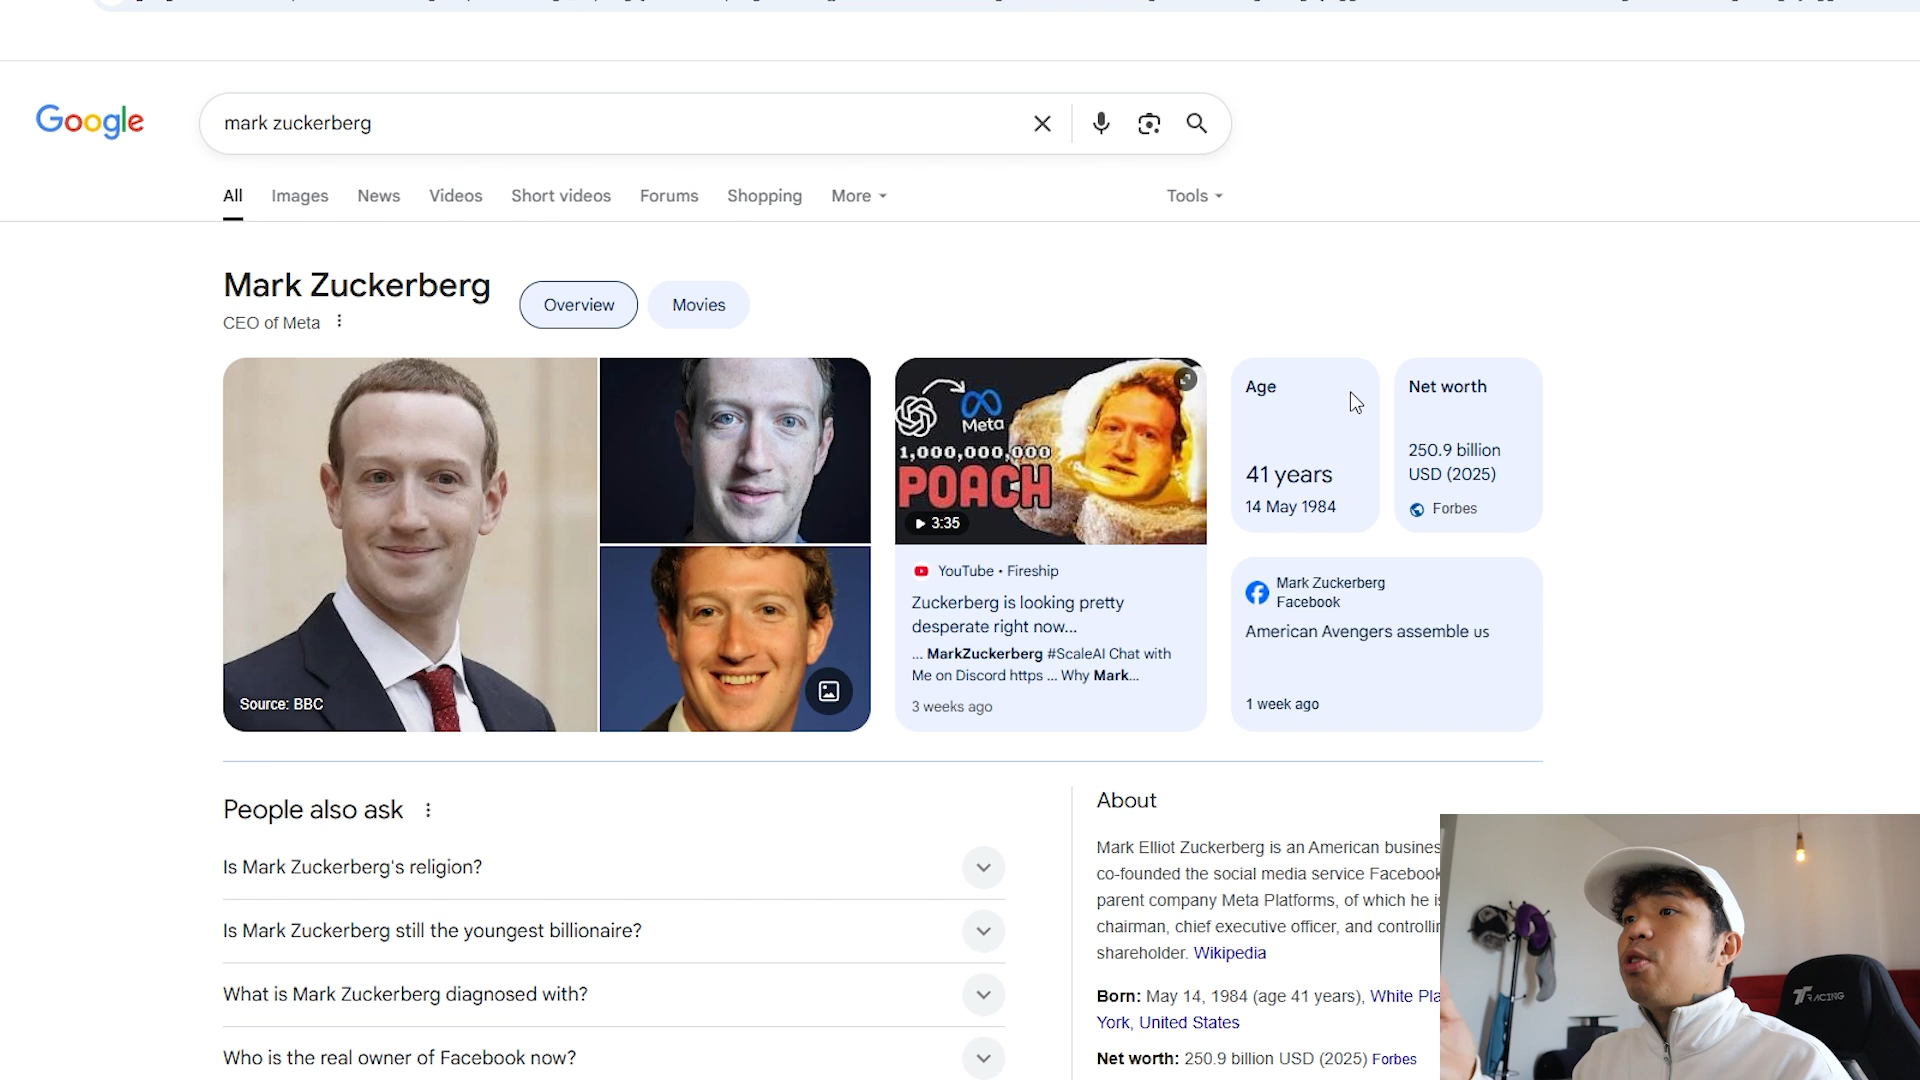 Google
mark zuckerberg
All
Images
News
Videos
Short videos
Forums
Shopping
More
Tools
Mark Zuckerberg
CEO of Meta
Overview
Movies
Source: BBC
Meta
1,000,000,000
POACH
3:35
YouTube • Fireship
Zuckerberg is looking pretty
desperate right now...
... MarkZuckerberg #ScaleAI Chat with
Me on Discord https ... Why Mark...
3 weeks ago
Age
41 years
14 May 1984
Net worth
250.9 billion
USD (2025)
Forbes
Mark Zuckerberg
Facebook
American Avengers assemble us
1 week ago
People also ask
Is Mark Zuckerberg's religion?
Is Mark Zuckerberg still the youngest billionaire?
What is Mark Zuckerberg diagnosed with?
Who is the real owner of Facebook now?
About
Mark Elliot Zuckerberg is an American busines
co-founded the social media service Facebook
parent company Meta Platforms, of which he is
chairman, chief executive officer, and controllin
shareholder. Wikipedia
Born: May 14, 1984 (age 41 years), White Pla
York, United States
Net worth: 250.9 billion USD (2025) Forbes
TTRACING